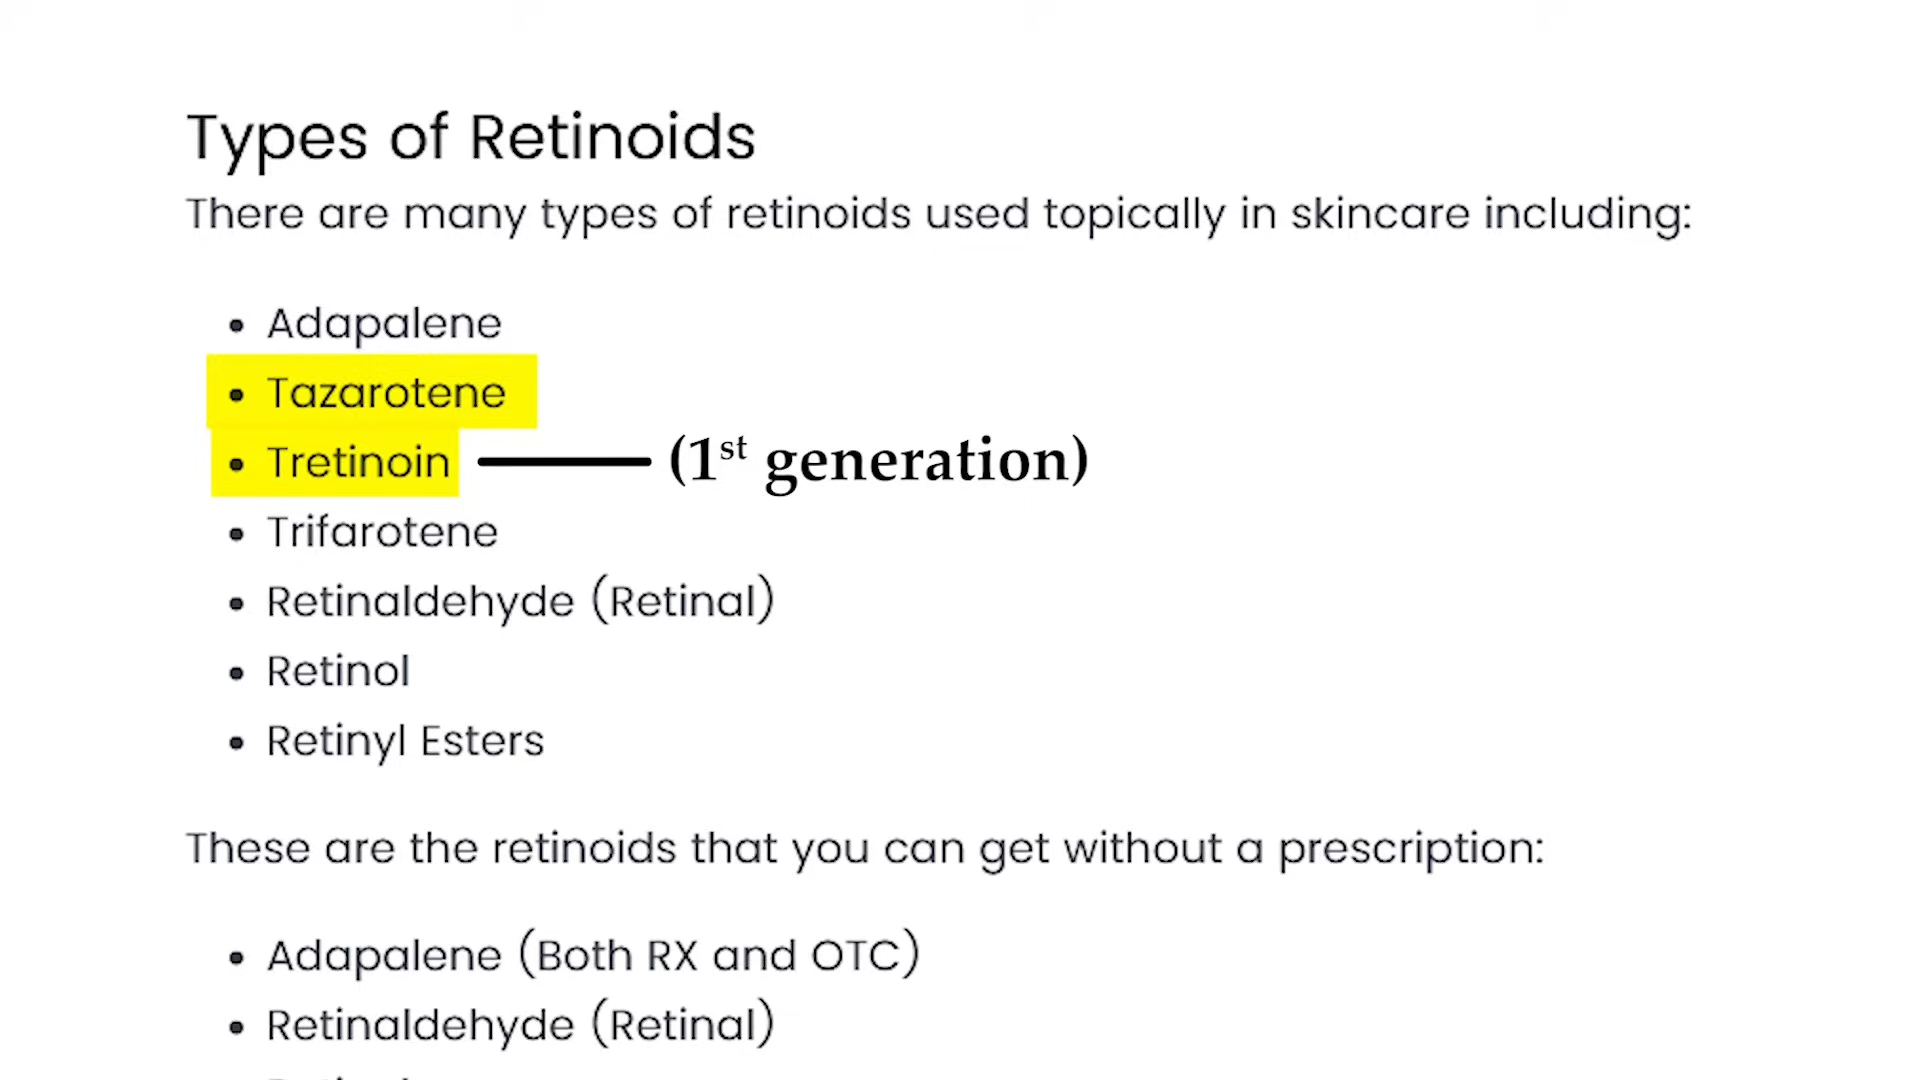 Types of Retinoids
There are many types of retinoids used topically in skincare including:
• Adapalene
• Tazarotene
• Tretinoin (1st generation)
• Trifarotene
• Retinaldehyde (Retinal)
• Retinol
• Retinyl Esters
These are the retinoids that you can get without a prescription:
• Adapalene (Both RX and OTC)
• Retinaldehyde (Retinal)